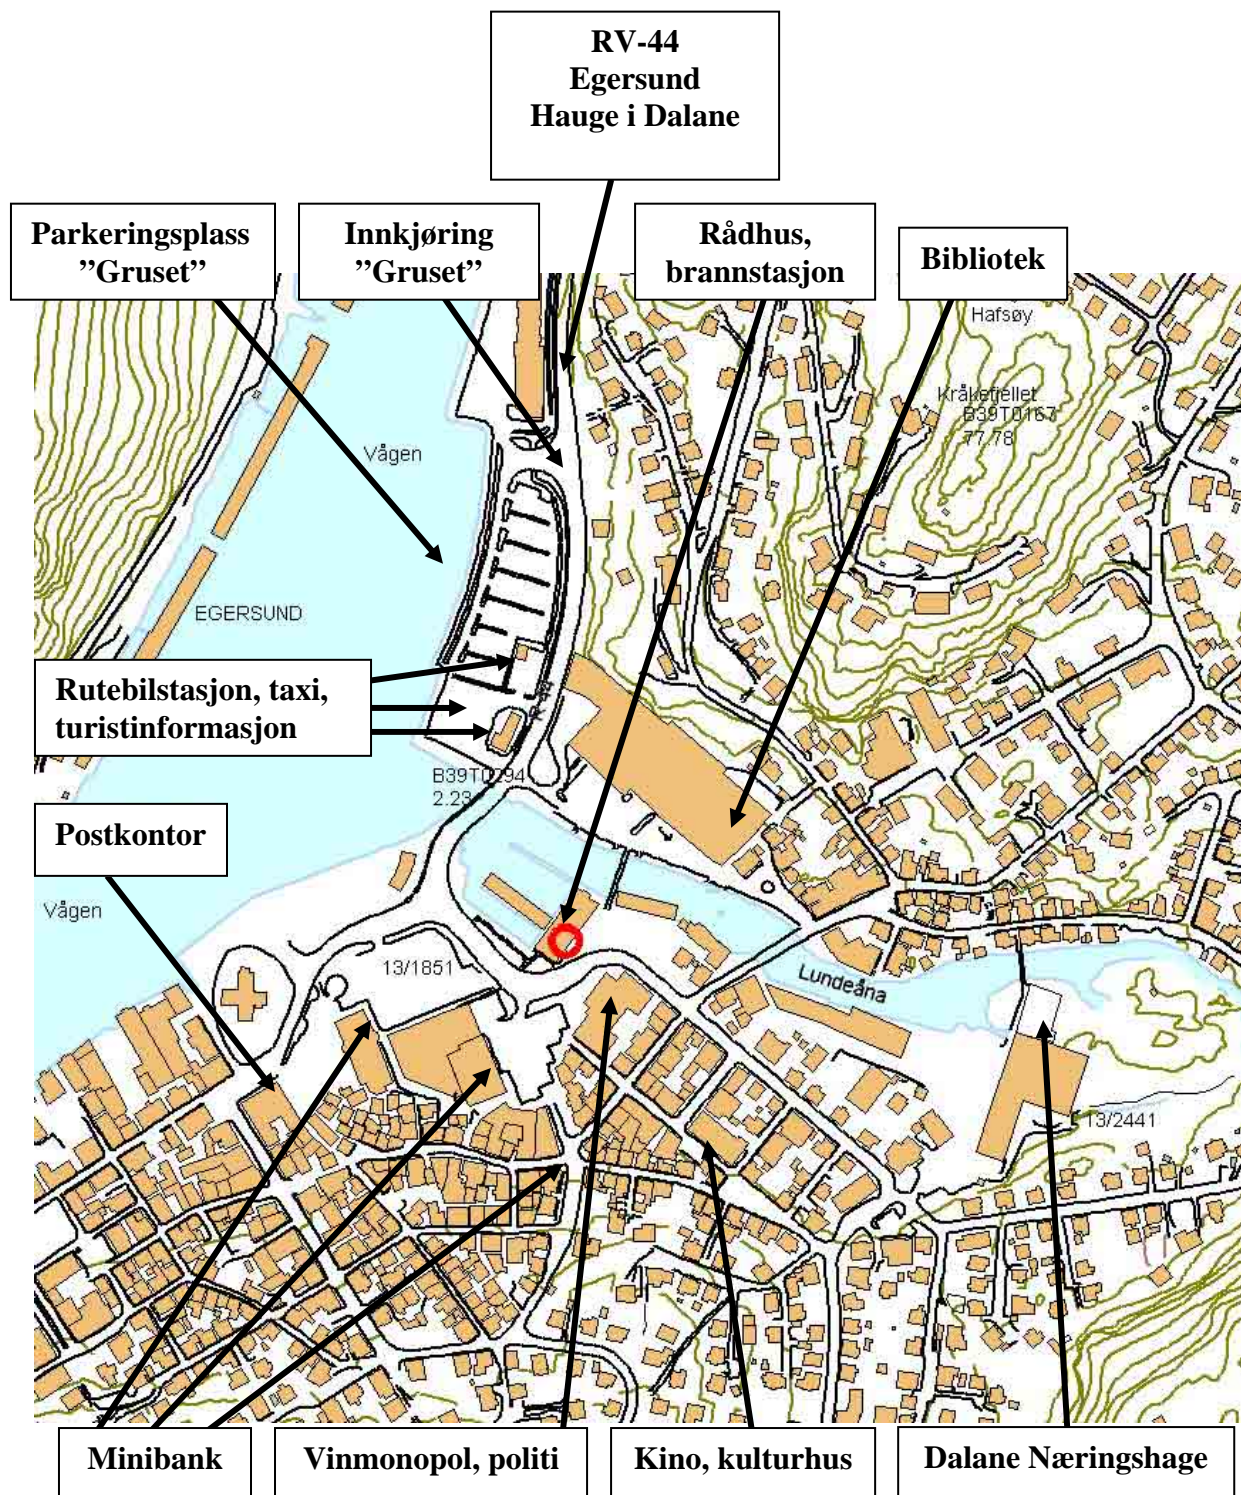 RV-44
Egersund
Hauge i Dalane
Parkeringsplass
”Gruset”
Innkjøring
”Gruset”
Rådhus,
brannstasjon
Bibliotek
Hafsøy
Kråkefjellet
B39T0167
77.78
Vågen
EGERSUND
Rutebilstasjon, taxi,
turistinformasjon
B39T0294
2.23
Postkontor
Vågen
13/1851
Lundeåna
13/2441
Minibank
Vinmonopol, politi
Kino, kulturhus
Dalane Næringshage